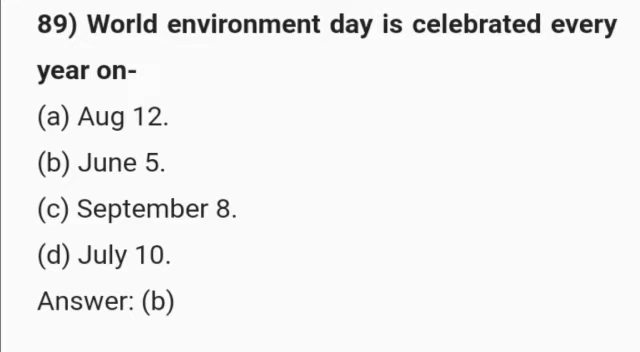 89) World environment day is celebrated every
year on-
(a) Aug 12.
(b) June 5.
(c) September 8.
(d) July 10.
Answer: (b)